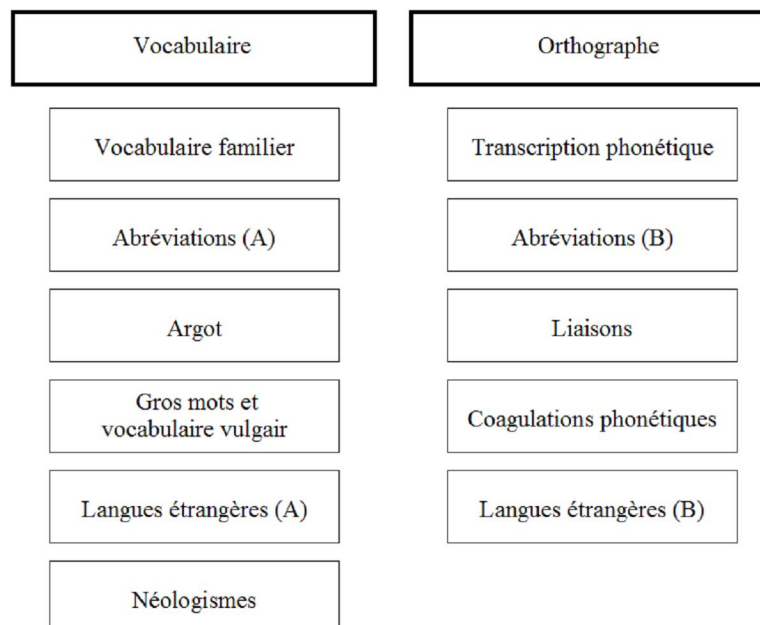 Vocabulaire
Vocabulaire familier
Abréviations (A)
Argot
Gros mots et
vocabulaire vulgair
Langues étrangères (A)
Néologismes
Orthographe
Transcription phonétique
Abréviations (B)
Liaisons
Coagulations phonétiques
Langues étrangères (B)